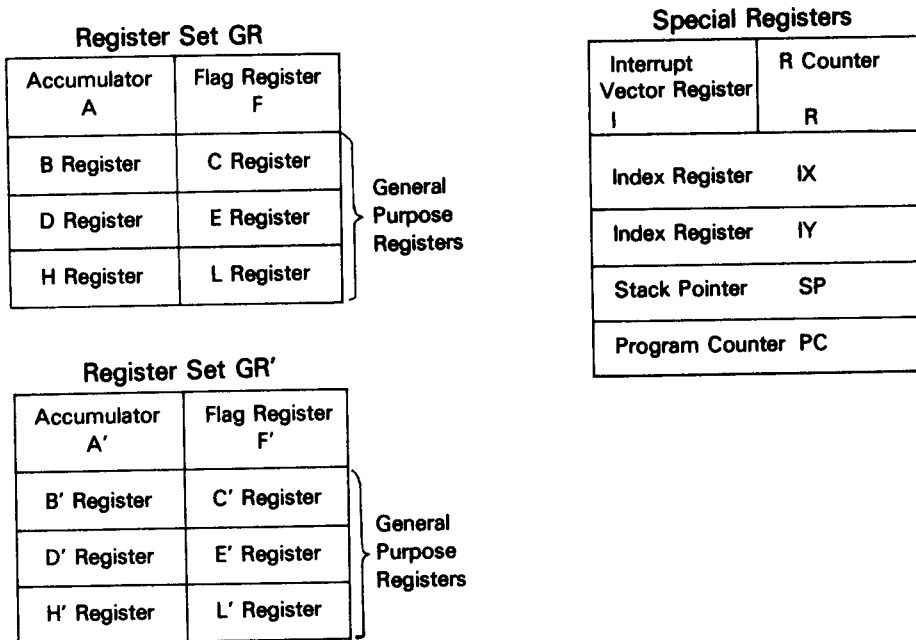 Register Set GR
Accumulator
A
Flag Register
F
B Register
C Register
D Register
E Register
H Register
L Register
General
Purpose
Registers
Special Registers
Interrupt
Vector Register
I
R Counter
R
Index Register IX
Index Register IY
Stack Pointer SP
Program Counter PC
Register Set GR'
Accumulator
A'
Flag Register
F'
B' Register
C' Register
D' Register
E' Register
H' Register
L' Register
General
Purpose
Registers